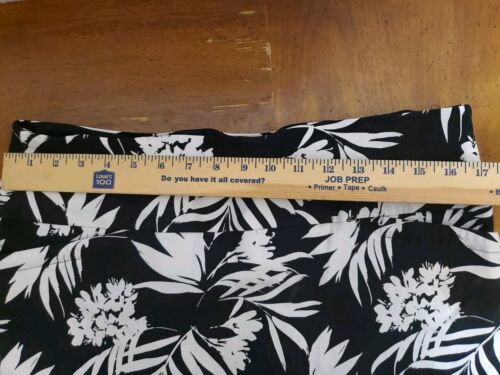 1 2 3 4 5 6 7 8 9 10 11 12 13 14 15 16 17
LOWE'S
100
Do you have it all covered?
JOB PREP
• Primer • Tape • Caulk